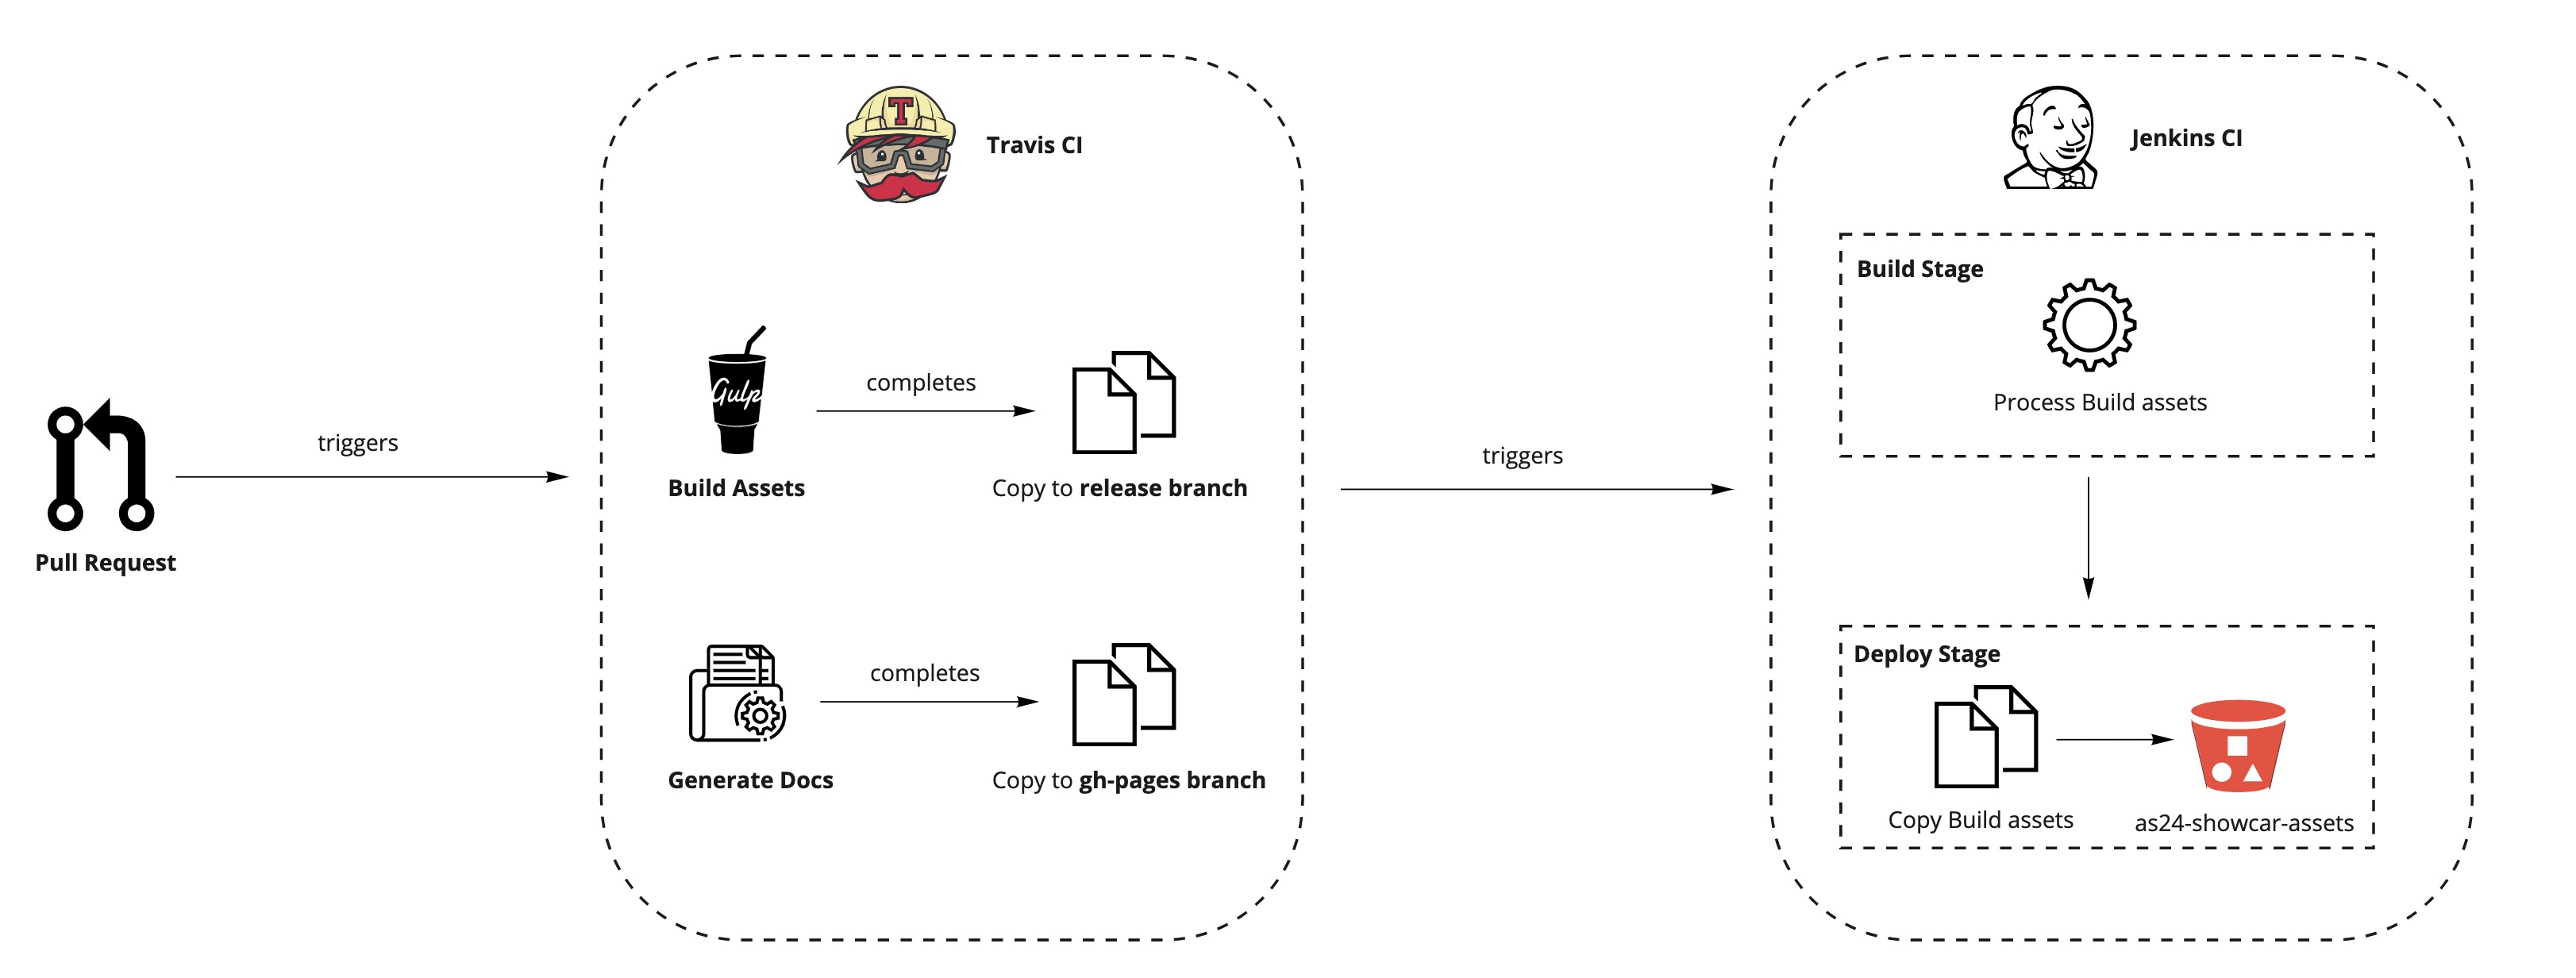 Pull Request
triggers
T
Travis CI
Gulp
Build Assets
completes
Copy to release branch
Generate Docs
completes
Copy to gh-pages branch
triggers
Jenkins CI
Build Stage
Process Build assets
Deploy Stage
Copy Build assets
as24-showcar-assets